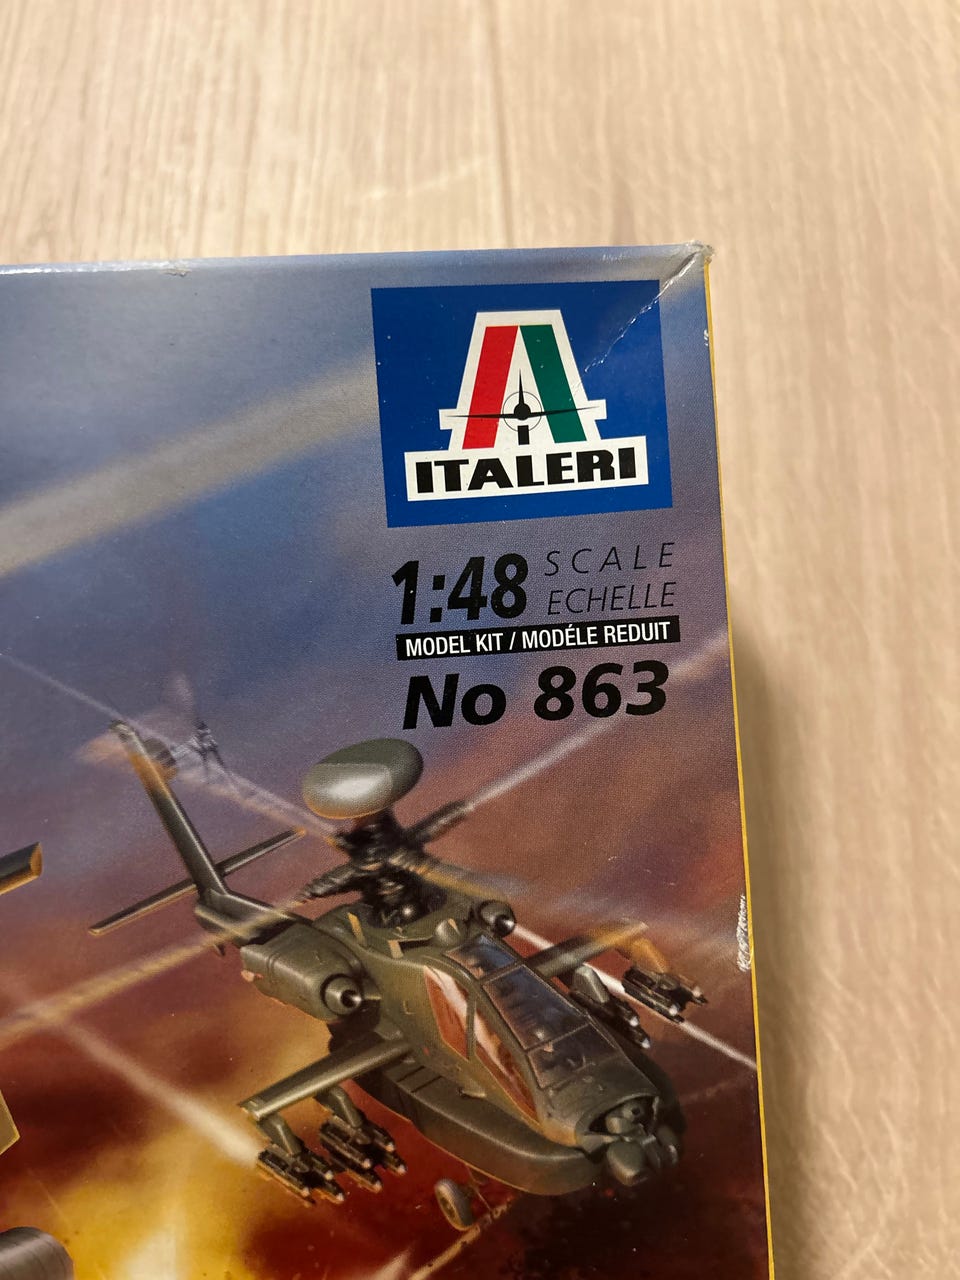 ITALERI
1:48 SCALE
ECHELLE
MODEL KIT / MODÉLE REDUIT
No 863